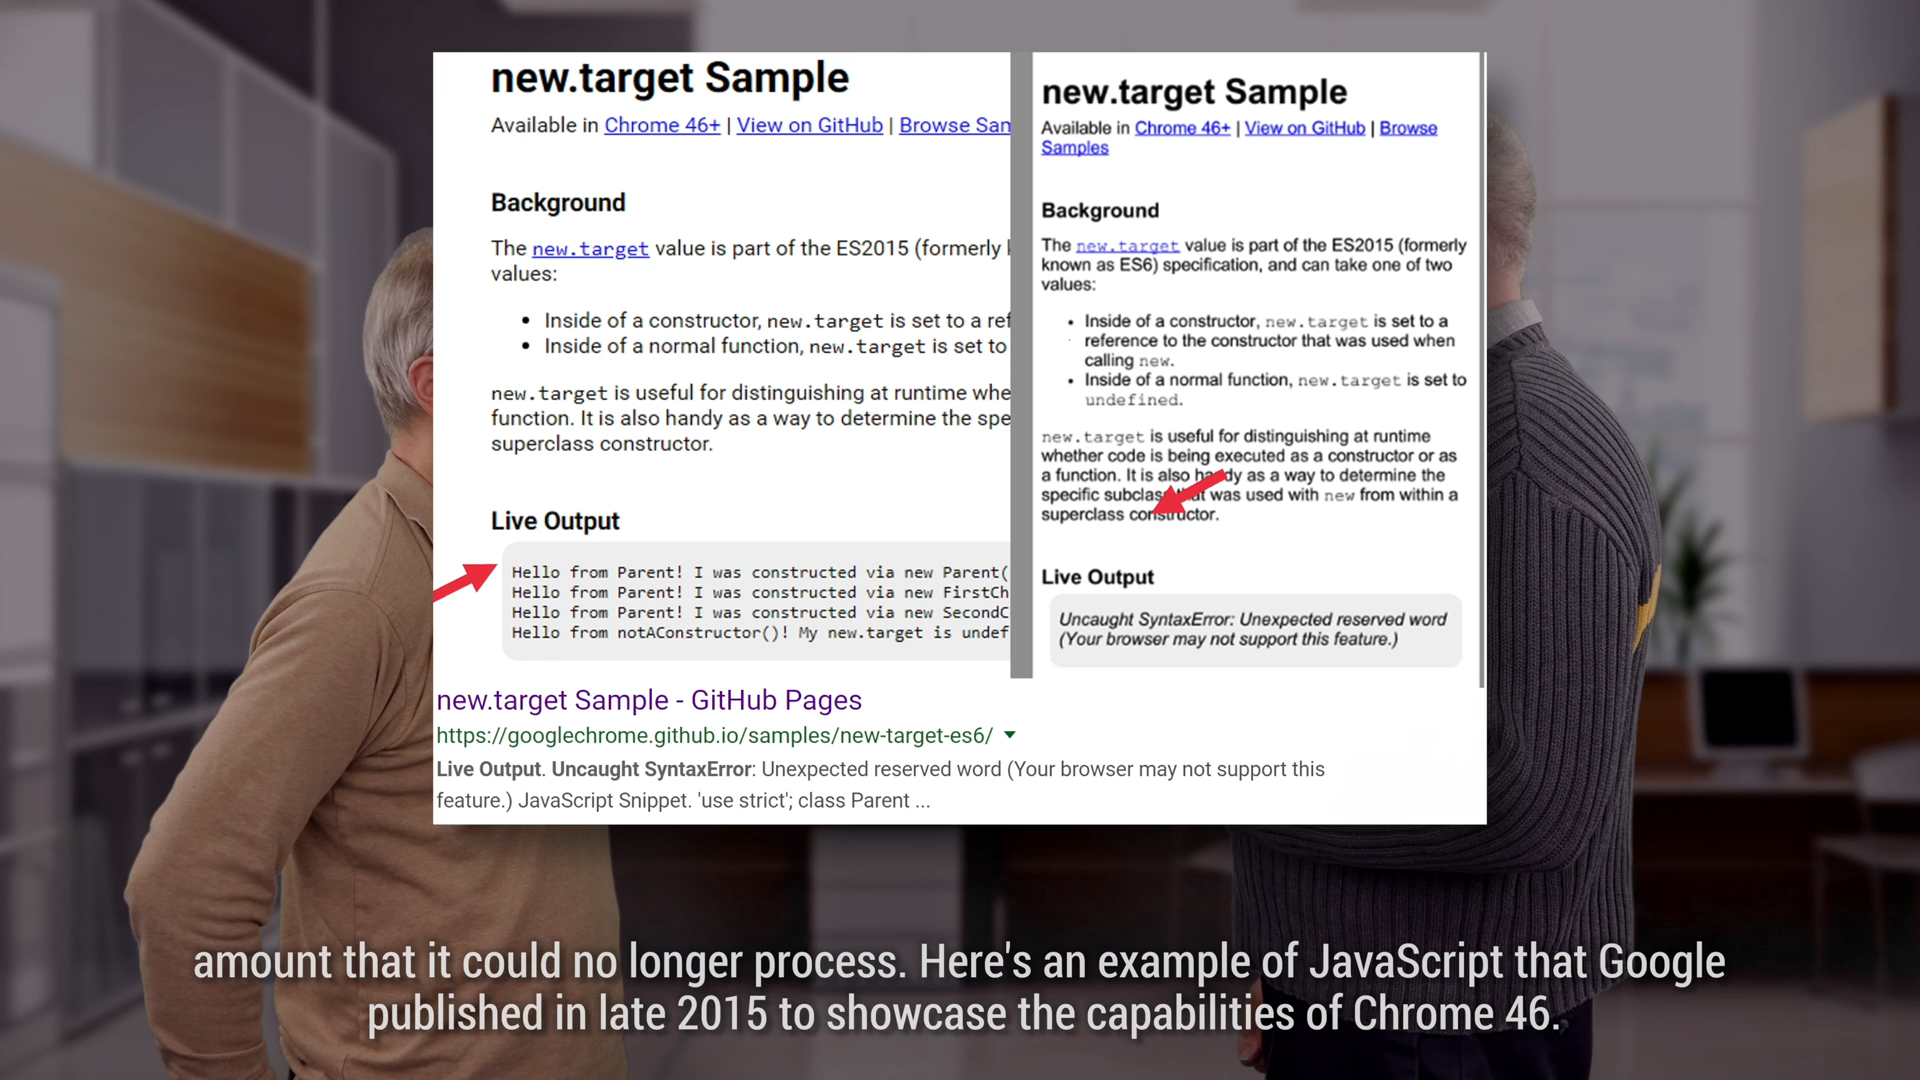 new.target Sample
Available in Chrome 46+ | View on GitHub | Browse Sam
Background
The new.target value is part of the ES2015 (formerly
values:
• Inside of a constructor, new.target is set to a ref
• Inside of a normal function, new.target is set to
new.target is useful for distinguishing at runtime whe
function. It is also handy as a way to determine the spe
superclass constructor.
Live Output
Hello from Parent! I was constructed via new Parent(
Hello from Parent! I was constructed via new FirstCh
Hello from Parent! I was constructed via new SecondC
Hello from notAConstructor()! My new.target is undef
new.target Sample
Available in Chrome 46+ | View on GitHub | Browse
Samples
Background
The new.target value is part of the ES2015 (formerly
known as ES6) specification, and can take one of two
values:
• Inside of a constructor, new.target is set to a
reference to the constructor that was used when
calling new.
• Inside of a normal function, new.target is set to
undefined.
new.target is useful for distinguishing at runtime
whether code is being executed as a constructor or as
a function. It is also handy as a way to determine the
specific subclass that was used with new from within a
superclass constructor.
Live Output
Uncaught SyntaxError: Unexpected reserved word
(Your browser may not support this feature.)
new.target Sample - GitHub Pages
https://googlechrome.github.io/samples/new-target-es6/
Live Output. Uncaught SyntaxError: Unexpected reserved word (Your browser may not support this
feature.) JavaScript Snippet. 'use strict'; class Parent ...
amount that it could no longer process. Here's an example of JavaScript that Google
published in late 2015 to showcase the capabilities of Chrome 46.